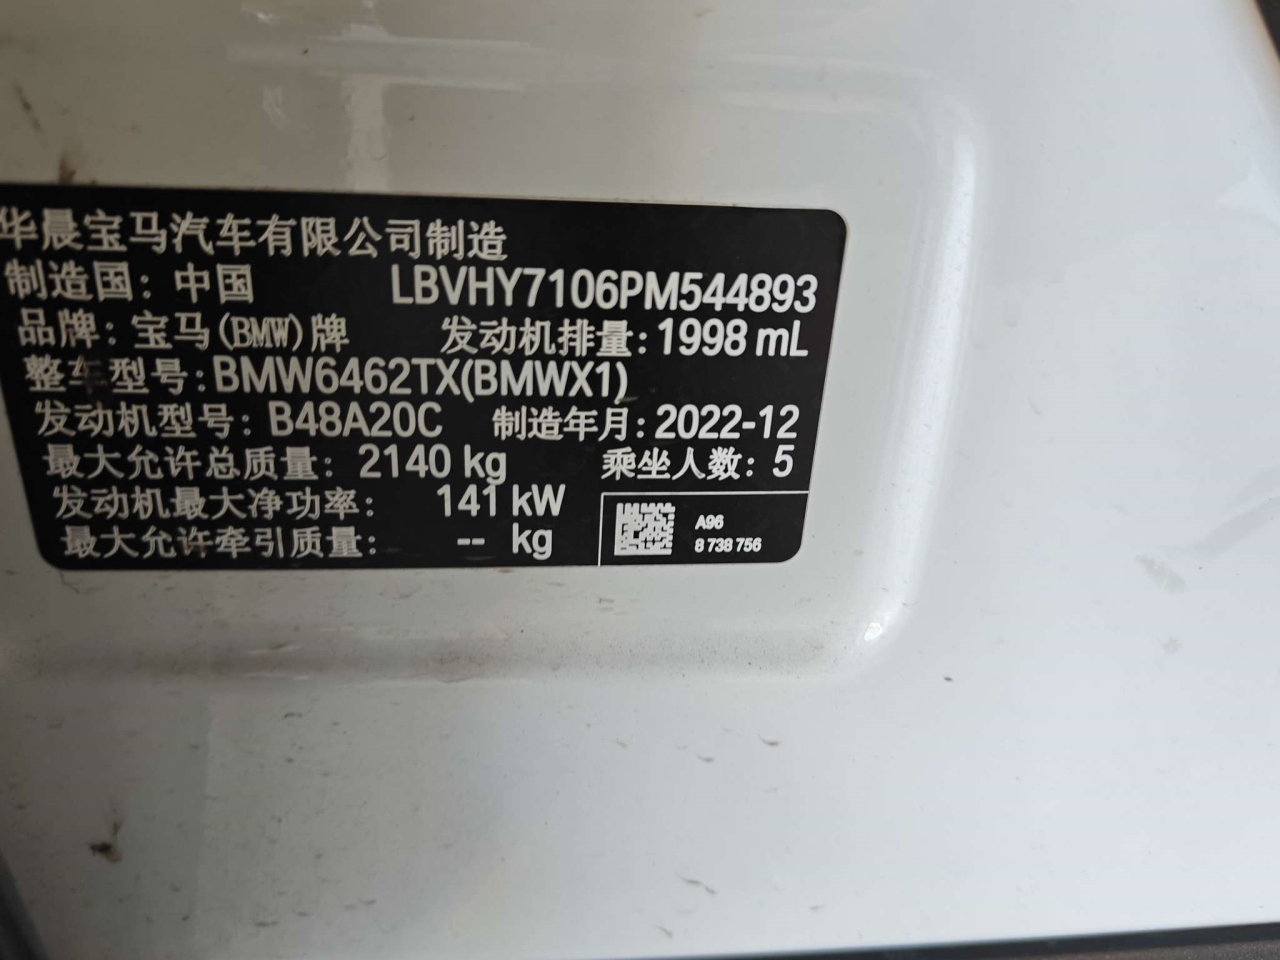 华晨宝马汽车有限公司制造
制造国：中国 LBVHY7106PM544893
品牌：宝马(BMW)牌 发动机排量：1998 mL
整车型号：BMW6462TX(BMWX1)
发动机型号：B48A20C 制造年月：2022-12
最大允许总质量：2140 kg 乘坐人数：5
发动机最大净功率：141 kW
最大允许牵引质量：-- kg
A96
8 738 756